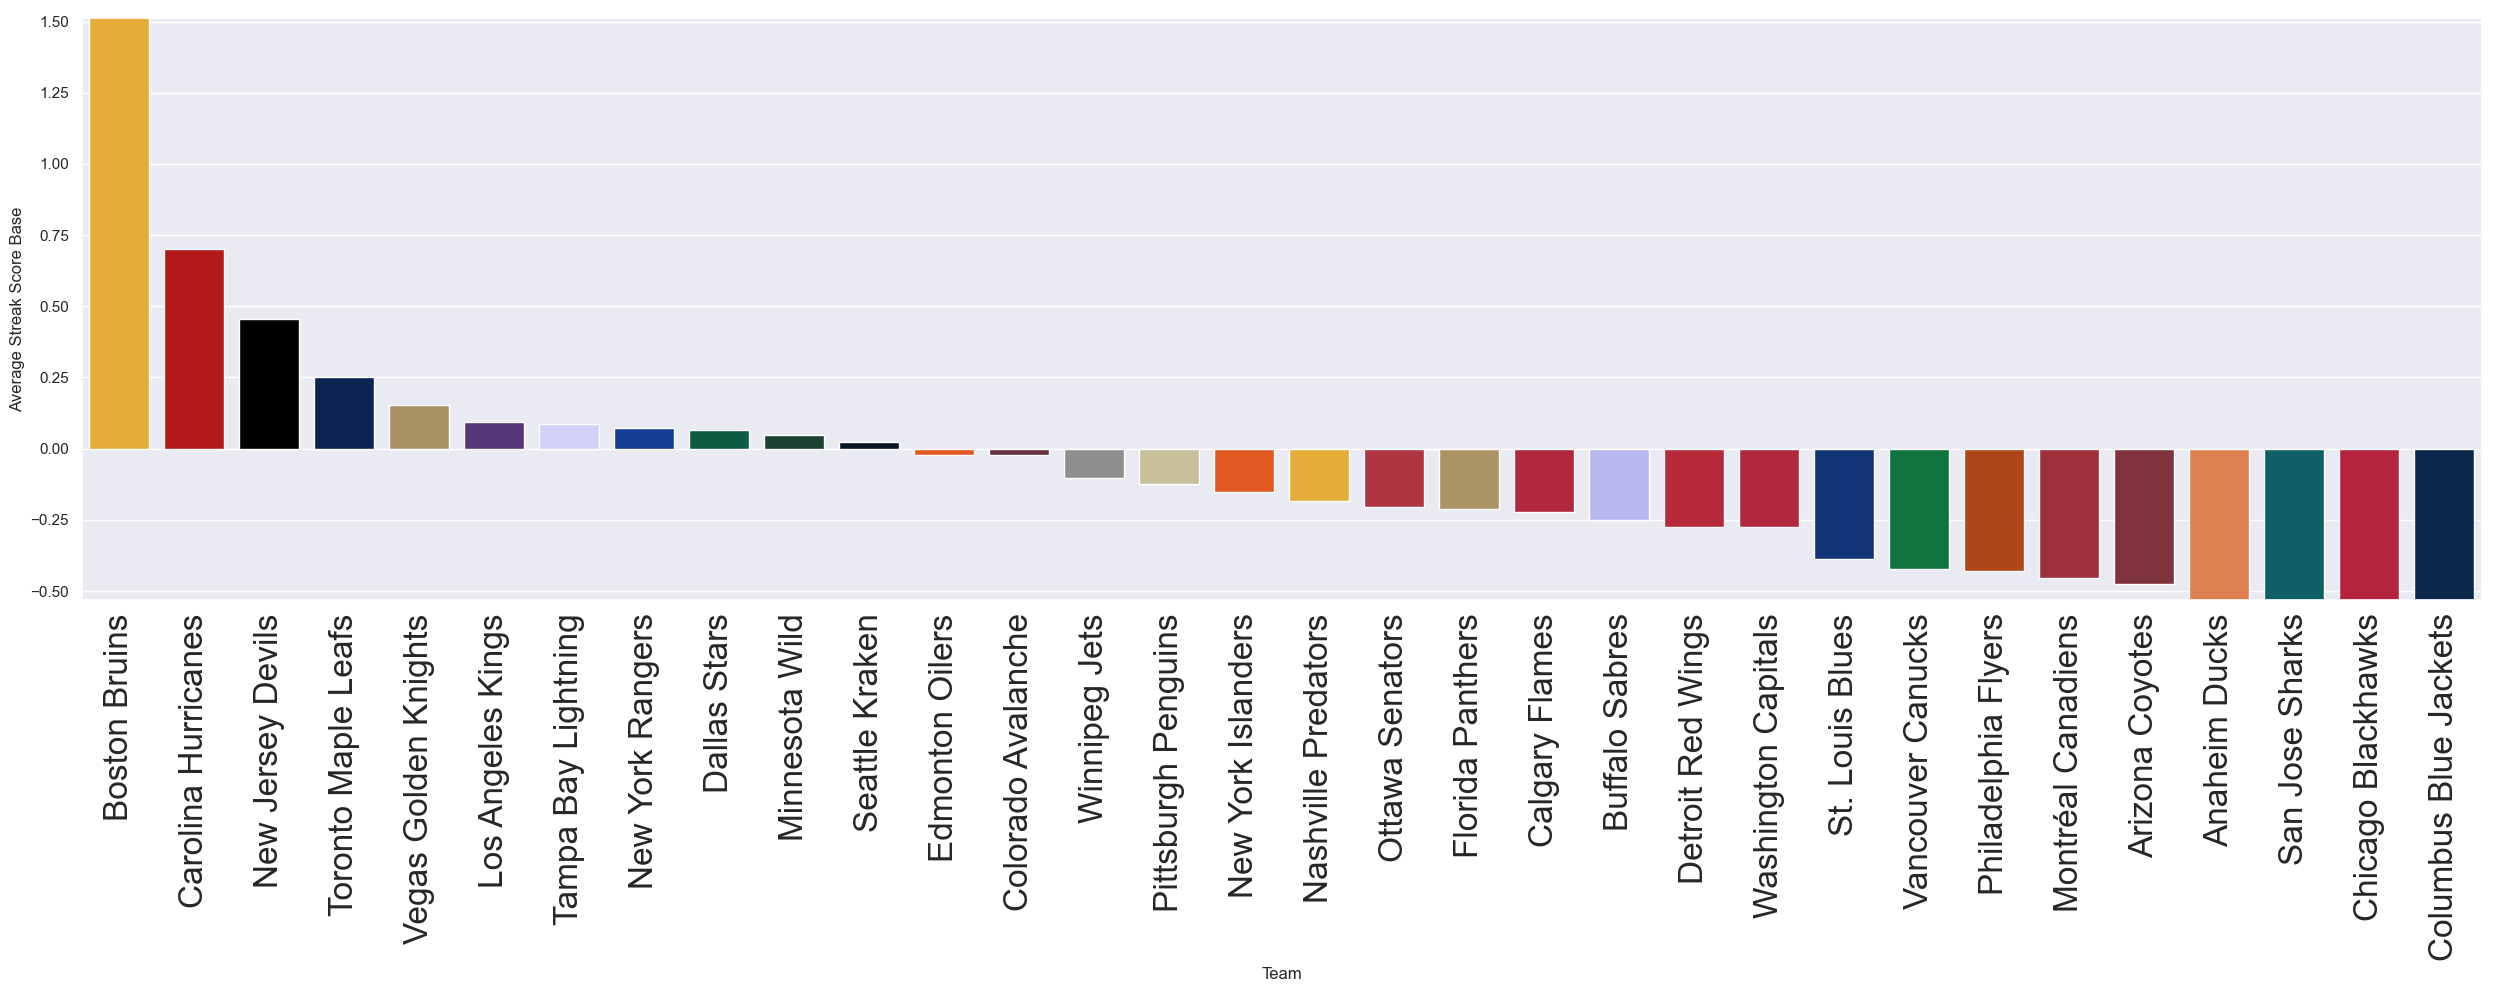 1.50
1.25
1.00
0.75
0.50
0.25
0.00
−0.25
−0.50
Average Streak Score Base
Boston Bruins
Carolina Hurricanes
New Jersey Devils
Toronto Maple Leafs
Vegas Golden Knights
Los Angeles Kings
Tampa Bay Lightning
New York Rangers
Dallas Stars
Minnesota Wild
Seattle Kraken
Edmonton Oilers
Colorado Avalanche
Winnipeg Jets
Pittsburgh Penguins
New York Islanders
Nashville Predators
Ottawa Senators
Florida Panthers
Calgary Flames
Buffalo Sabres
Detroit Red Wings
Washington Capitals
St. Louis Blues
Vancouver Canucks
Philadelphia Flyers
Montréal Canadiens
Arizona Coyotes
Anaheim Ducks
San Jose Sharks
Chicago Blackhawks
Columbus Blue Jackets
Team